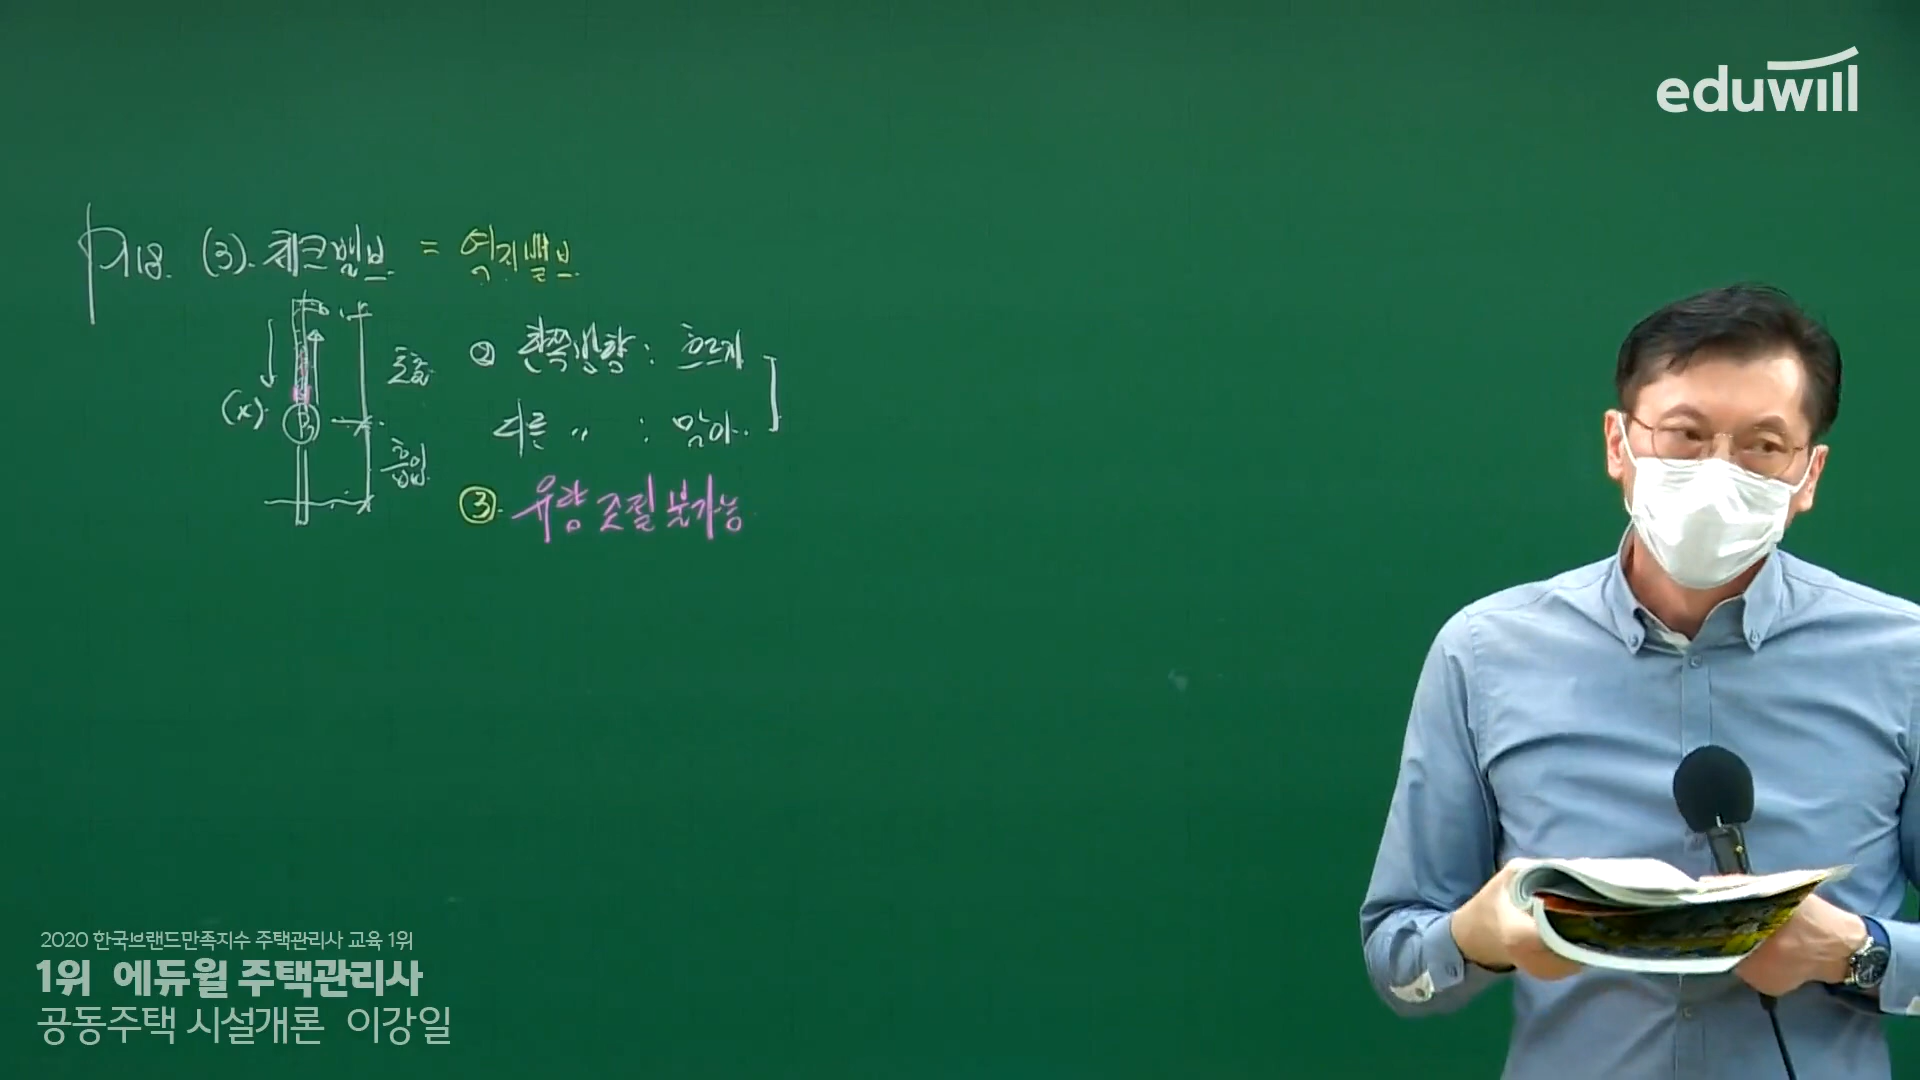 eduwill
P118. (3). 체크밸브 = 역지밸브
② 한쪽방향 : 흐르지
토출
(x)
다른 〃 : 막아.
흡입
③. 유량 조절 불가능
2020 한국브랜드만족지수 주택관리사 교육 1위
1위 에듀윌 주택관리사
공동주택 시설개론 이강일